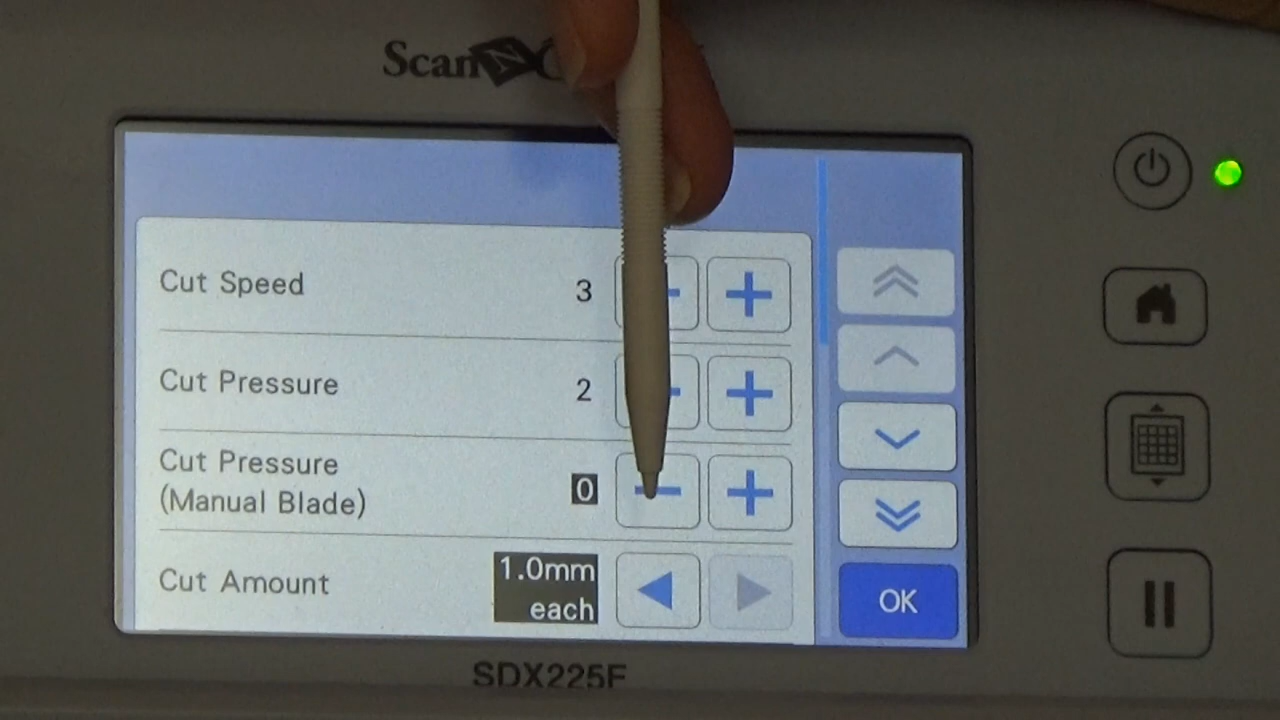 Scan
Cut Speed 3
Cut Pressure 2
Cut Pressure
(Manual Blade) 0
Cut Amount 1.0mm
each
OK
SDX225F